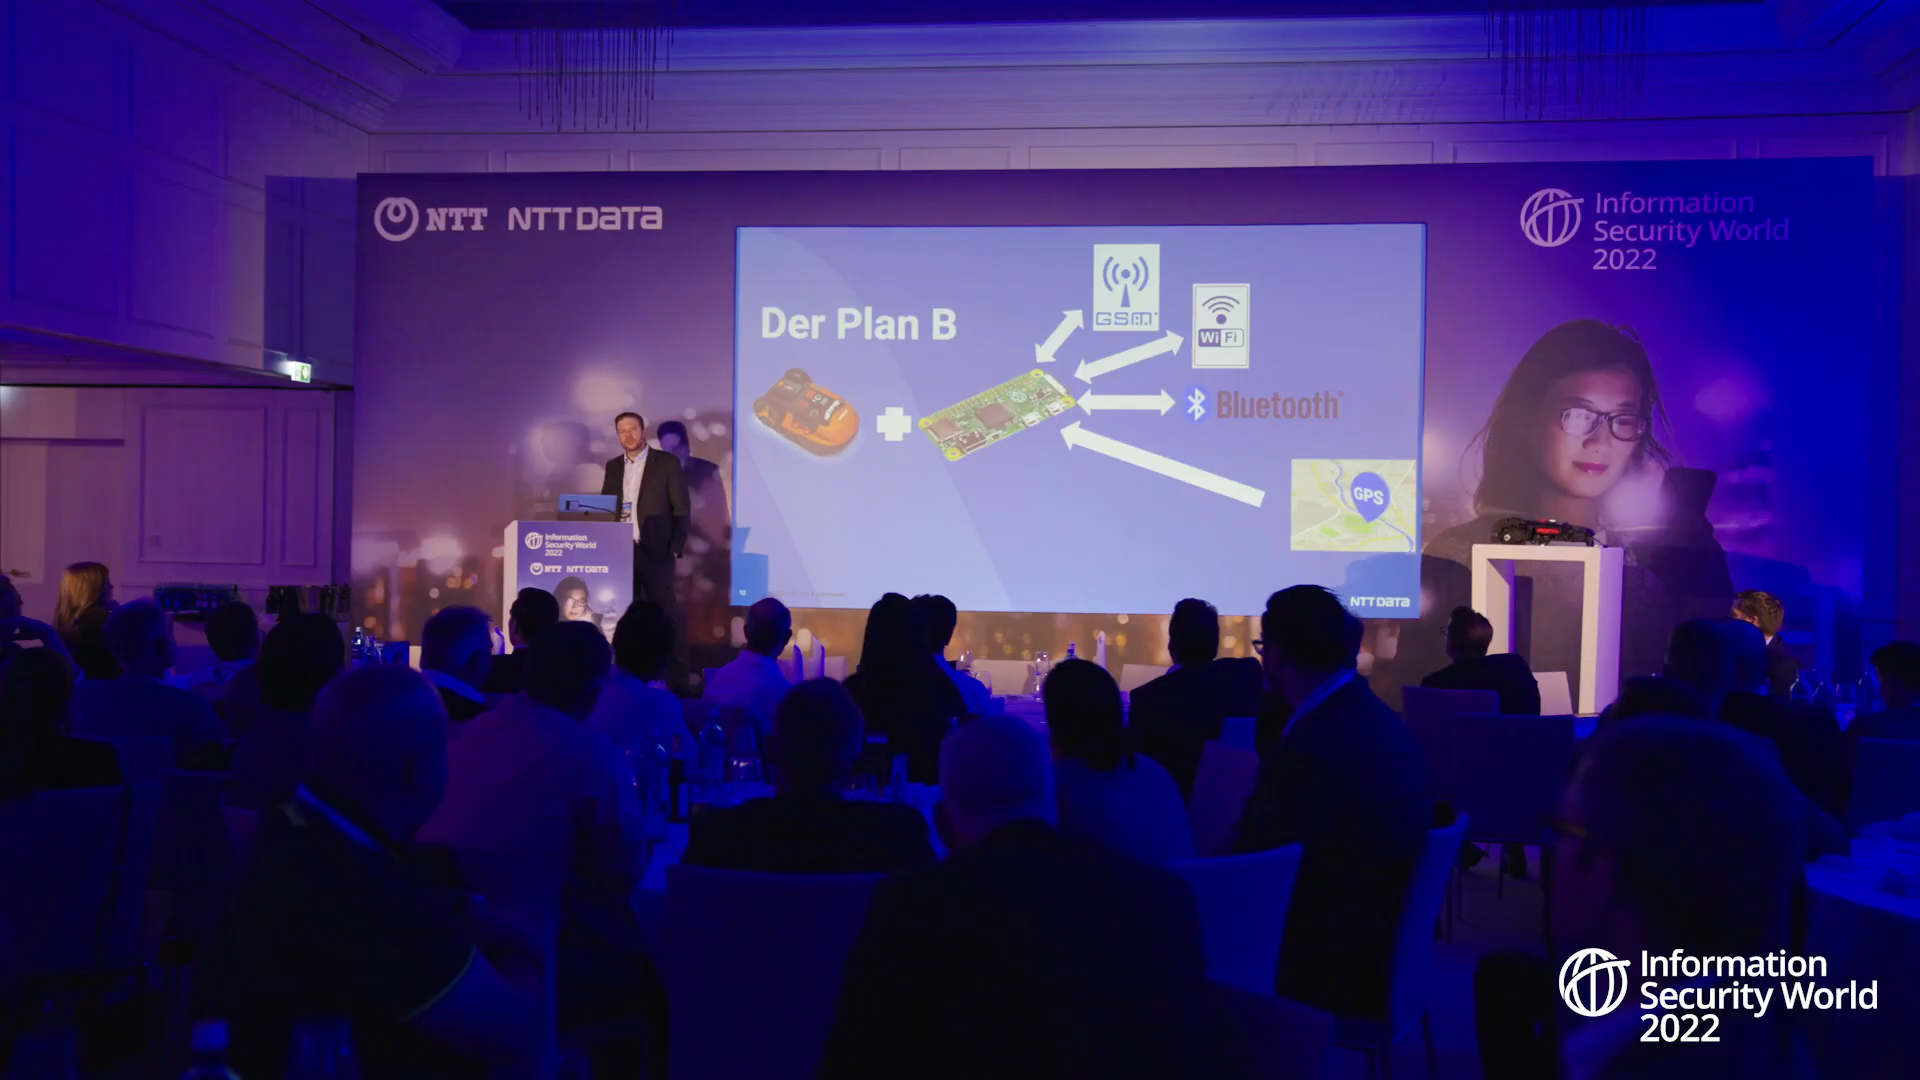 NTT NTT DATA
Information
Security World
2022
Der Plan B
GSM
Wi Fi
Bluetooth
GPS
12
NTT DATA
Information
Security World
2022
NTT NTT DATA
Information
Security World
2022